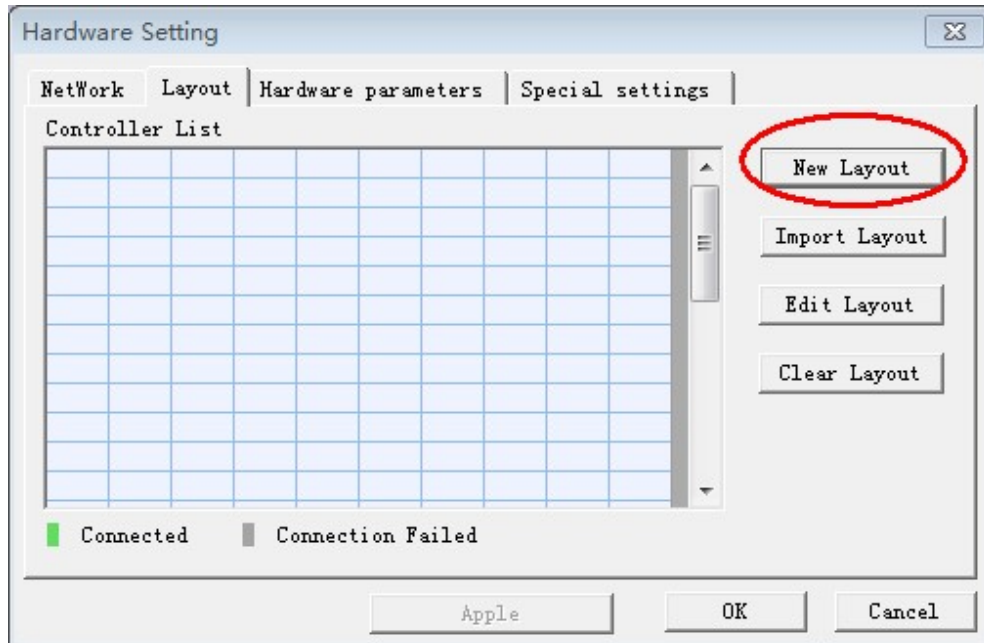 Hardware Setting
NetWork Layout Hardware parameters Special settings
Controller List
New Layout
Import Layout
Edit Layout
Clear Layout
Connected Connection Failed
Apple OK Cancel